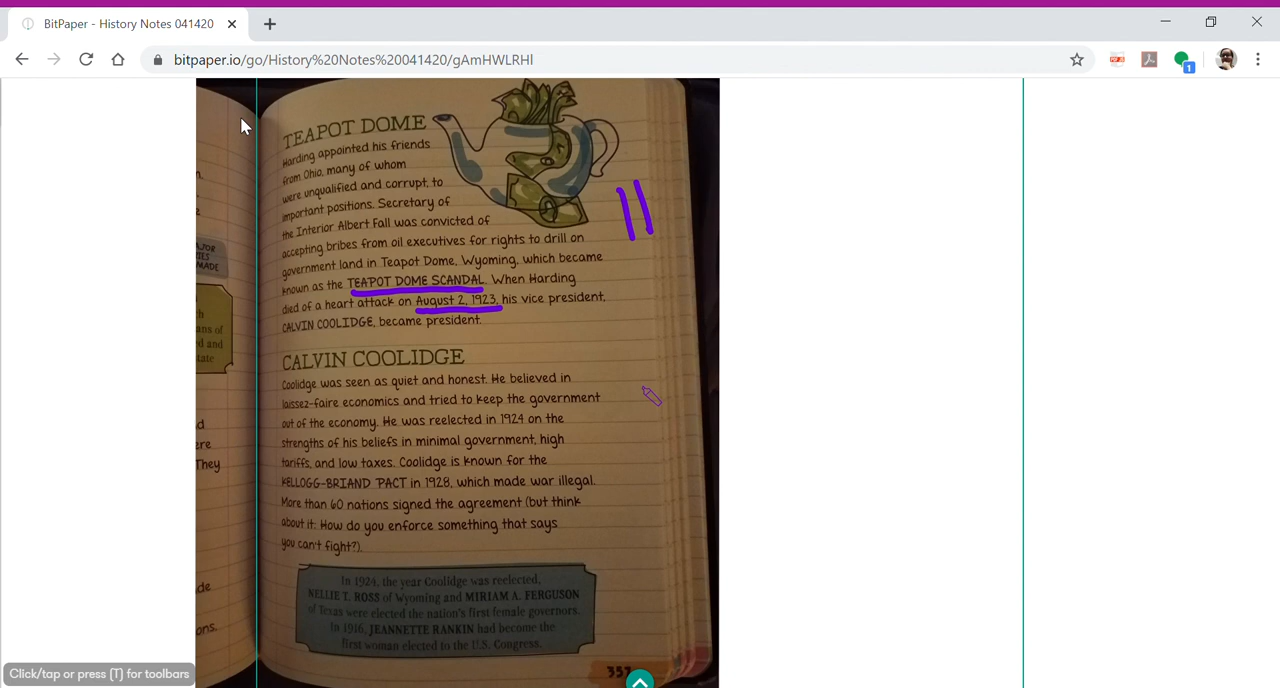 BitPaper - History Notes 041420
bitpaper.io/go/History%20Notes%20041420/gAmHWLRHl
1
TEAPOT DOME
Harding appointed his friends
from Ohio, many of whom
were unqualified and corrupt, to
important positions. Secretary of
the Interior Albert Fall was convicted of
accepting bribes from oil executives for rights to drill on
government land in Teapot Dome, Wyoming, which became
known as the TEAPOT DOME SCANDAL. When Harding
died of a heart attack on August 2, 1923, his vice president,
CALVIN COOLIDGE, became president.
CALVIN COOLIDGE
Coolidge was seen as quiet and honest. He believed in
laissez-faire economics and tried to keep the government
out of the economy. He was reelected in 1924 on the
strengths of his beliefs in minimal government, high
tariffs, and low taxes. Coolidge is known for the
KELLOGG-BRIAND PACT in 1928, which made war illegal.
More than 60 nations signed the agreement (but think
about it: How do you enforce something that says
you can't fight?).
In 1924, the year Coolidge was reelected,
NELLIE T. ROSS of Wyoming and MIRIAM A. FERGUSON
of Texas were elected the nation's first female governors.
In 1916, JEANNETTE RANKIN had become the
first woman elected to the U.S. Congress.
MADE
ans of
d and
tate
They
Click/tap or press (T) for toolbars